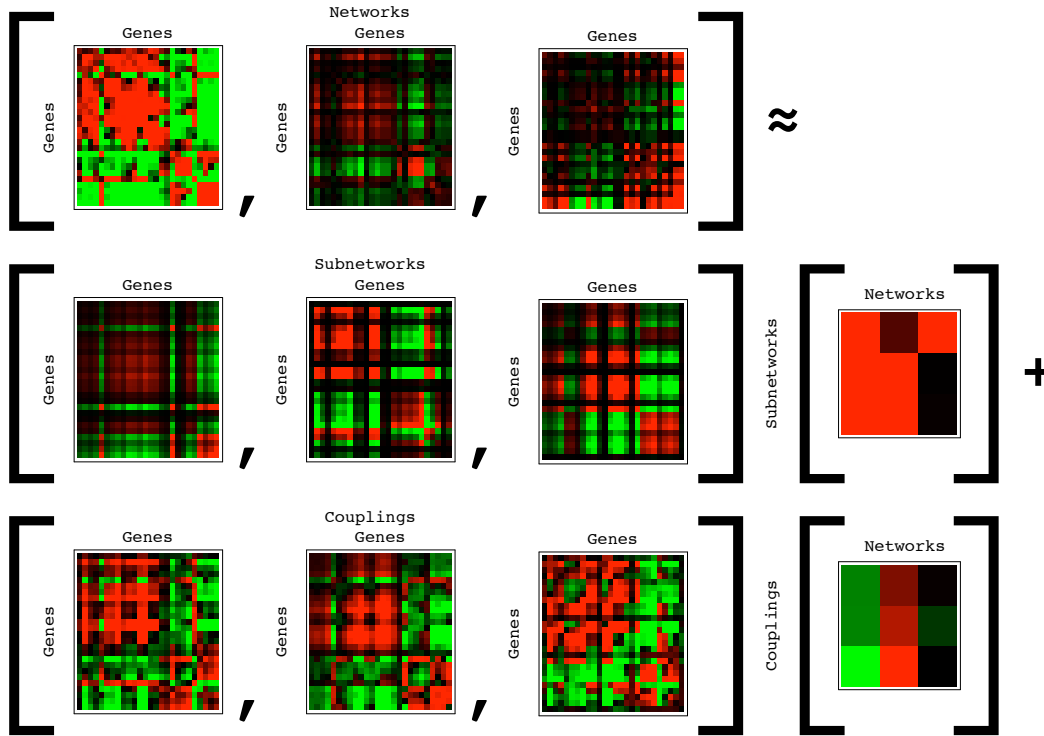 Networks
Genes Genes Genes
Genes Genes Genes
, , ≈
Subnetworks
Genes Genes Genes Networks
Genes Genes Genes Subnetworks
, , +
Couplings
Genes Genes Genes Networks
Genes Genes Genes Couplings
, ,